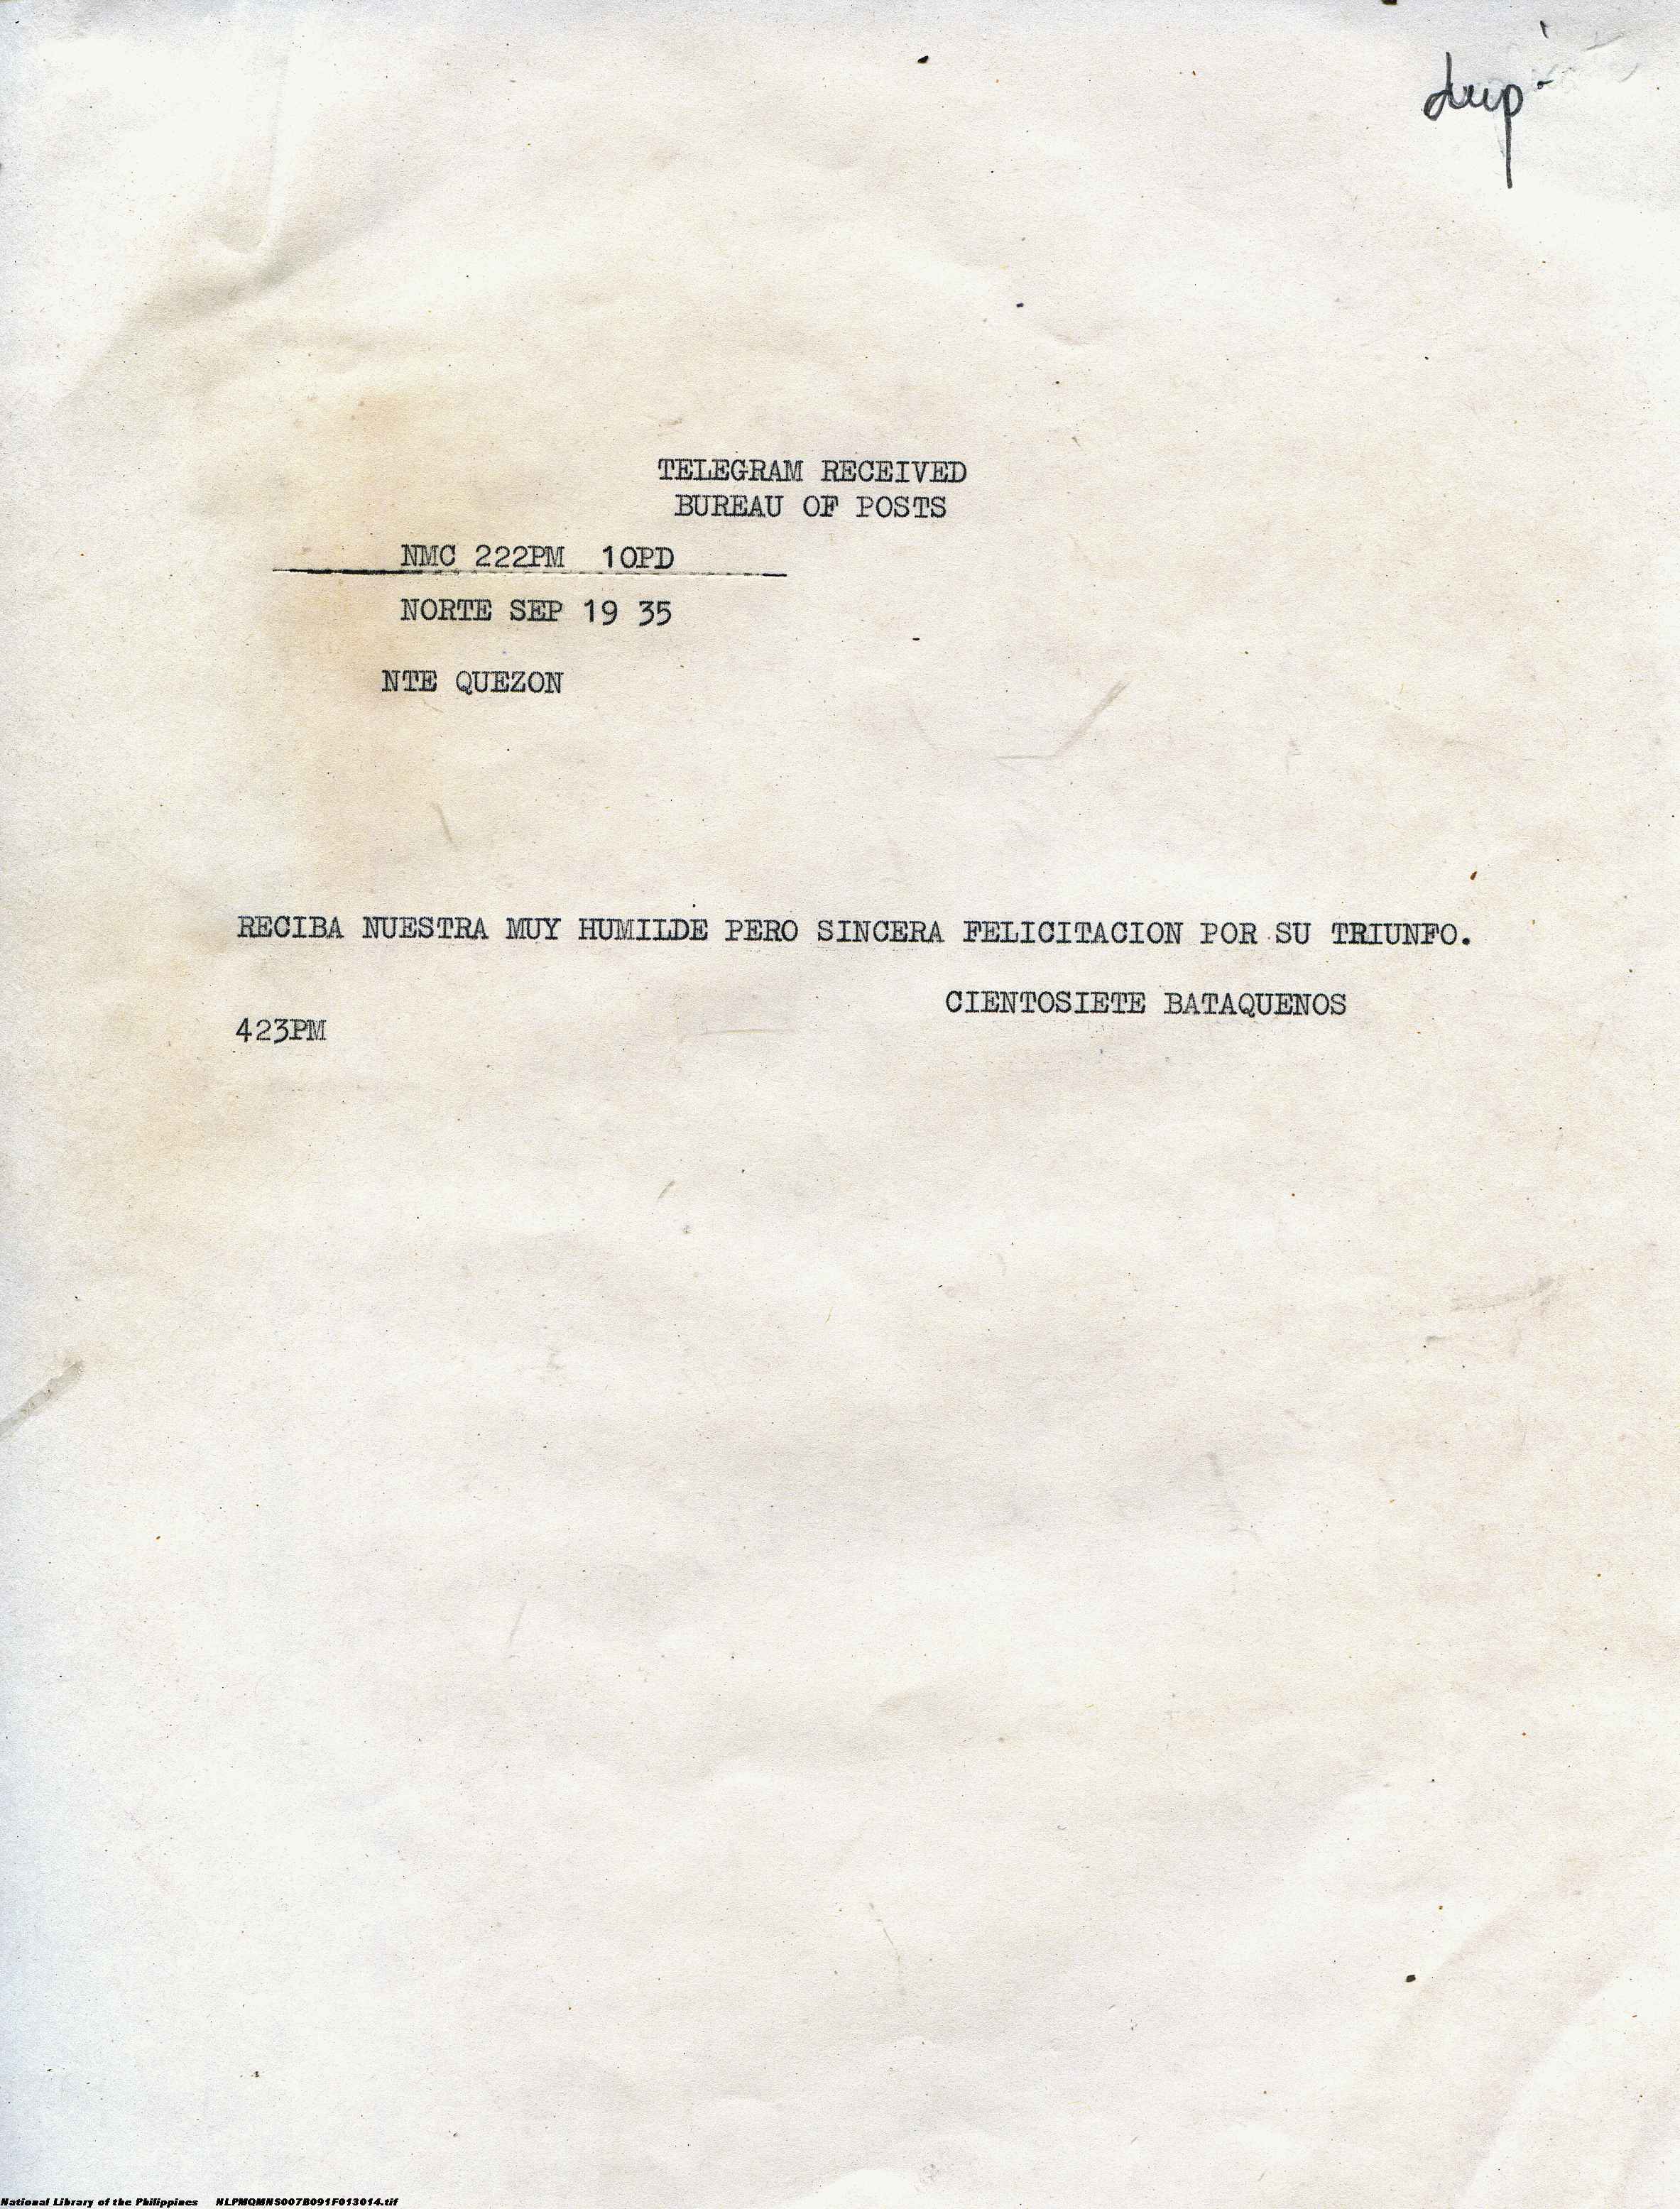 dup-
TELEGRAM RECEIVED
BUREAU OF POSTS
NMC 222PM 10PD
NORTE SEP 19 35
NTE QUEZON
RECIBA NUESTRA MUY HUMILDE PERO SINCERA FELICITACION POR SU TRIUNFO.
CIENTOSIETE BATAQUENOS
423PM
National Library of the Philippines NLPMQMNS007B091F013014.tif